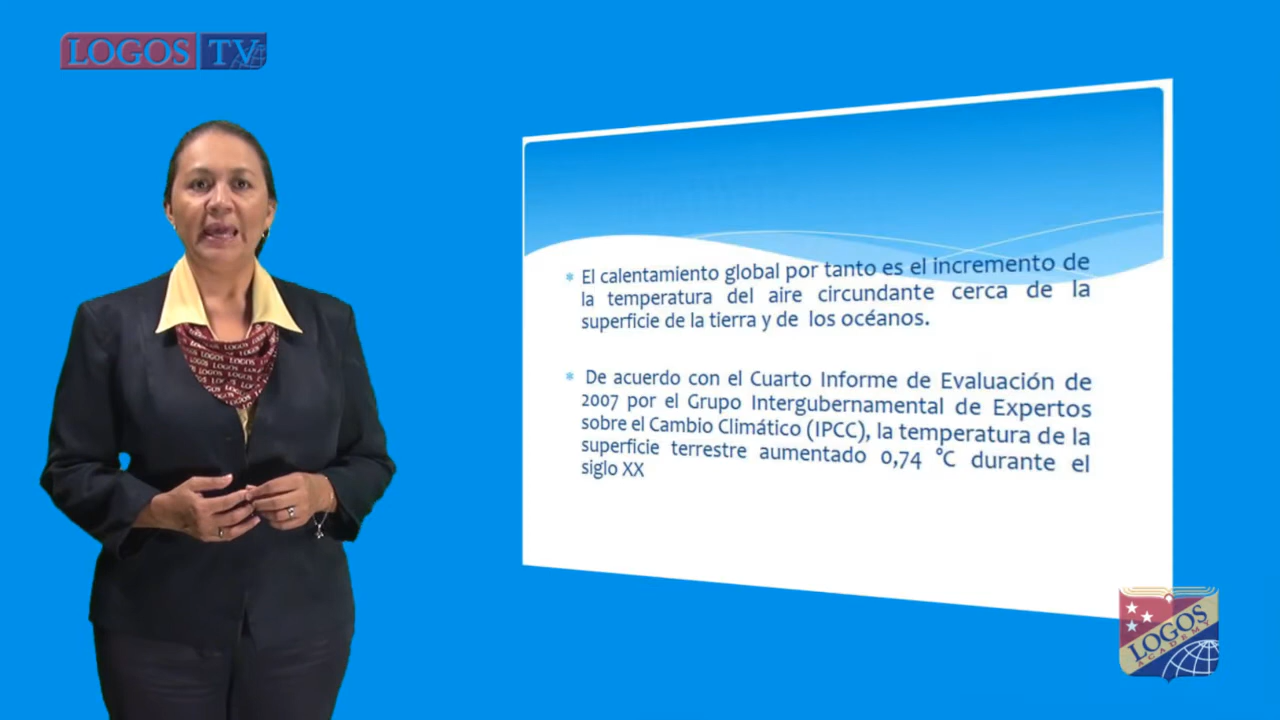 LOGOS TV
* El calentamiento global por tanto es el incremento de
la temperatura del aire circundante cerca de la
superficie de la tierra y de los océanos.
* De acuerdo con el Cuarto Informe de Evaluación de
2007 por el Grupo Intergubernamental de Expertos
sobre el Cambio Climático (IPCC), la temperatura de la
superficie terrestre aumentado 0,74 °C durante el
siglo XX
LOGOS
ACADEMY